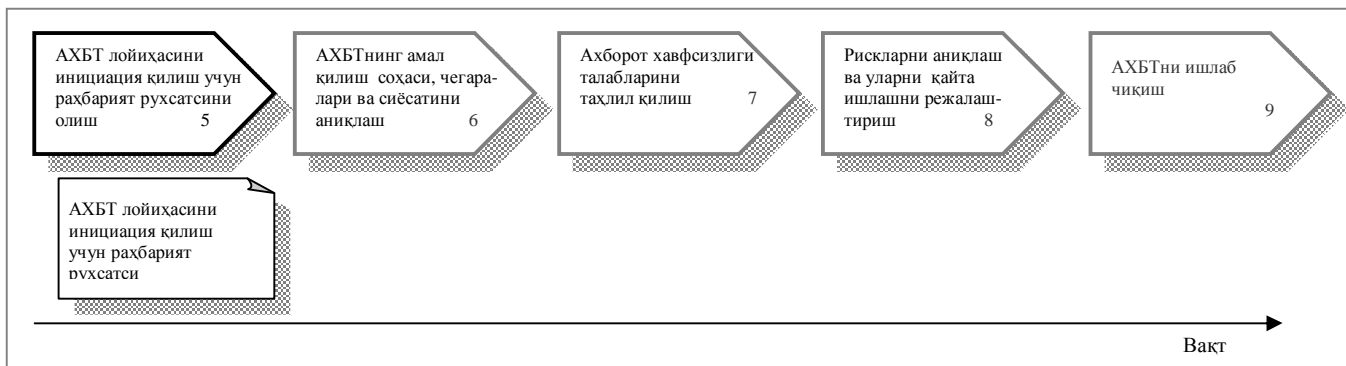 АХБТ лойиҳасини
инициация қилиш учун
раҳбарият рухсатсини
олиш 5
АХБТнинг амал
қилиш соҳаси, чегара-
лари ва сиёсатини
аниқлаш 6
Ахборот хавфсизлиги
талабларини
таҳлил қилиш 7
Рискларни аниқлаш
ва уларни қайта
ишлашни режалаш-
тириш 8
АХБТни ишлаб
чиқиш
9
АХБТ лойиҳасини
инициация қилиш
учун раҳбарият
рухсатси
Вақт